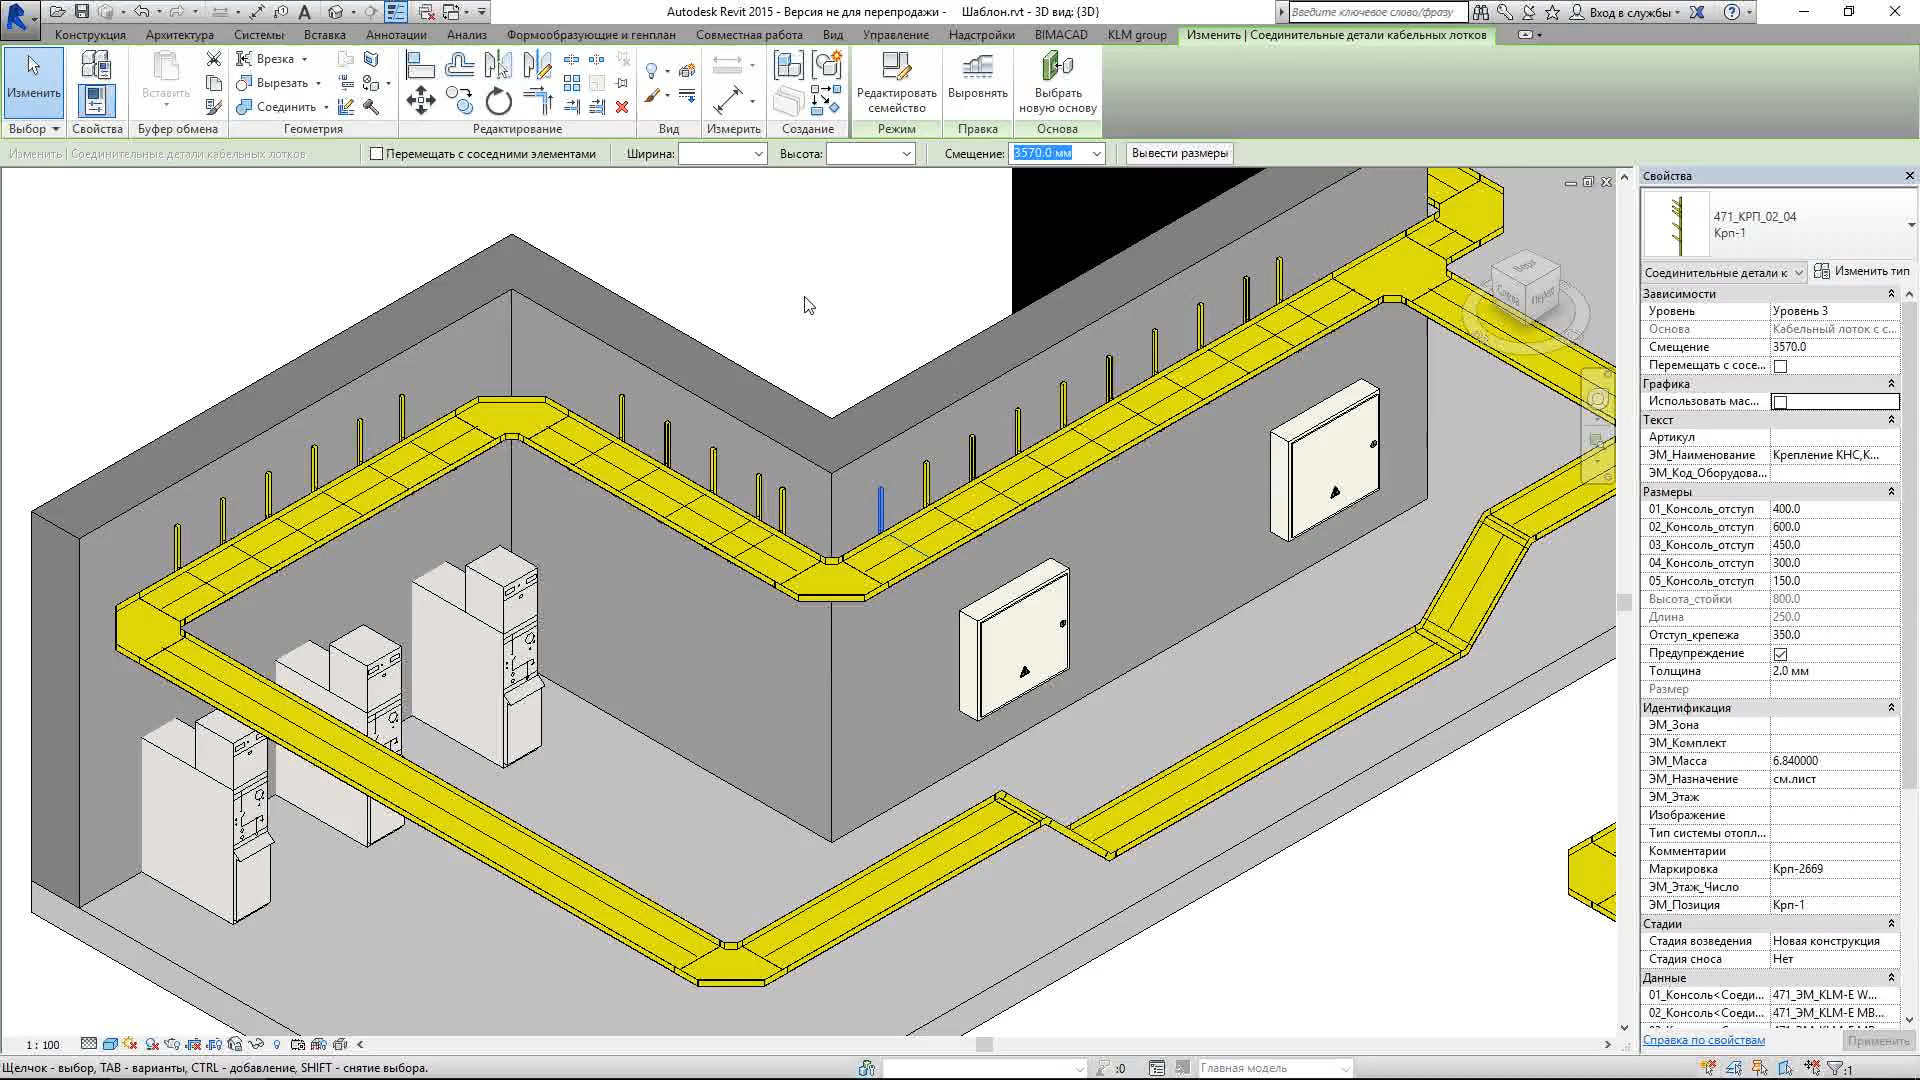 Autodesk Revit 2015 - Версия не для перепродажи - Шаблон.rvt - 3D вид: {3D}
Введите ключевое слово/фразу
Вход в службы
Конструкция Архитектура Системы Вставка Аннотации Анализ Формообразующие и генплан Совместная работа Вид Управление Надстройки BIMACAD KLM group Изменить | Соединительные детали кабельных лотков
Изменить
Вставить
Врезка
Вырезать
Соединить
Редактировать семейство
Выровнять
Выбрать новую основу
Выбор Свойства Буфер обмена Геометрия Редактирование Вид Измерить Создание Режим Правка Основа
Изменить | Соединительные детали кабельных лотков
Перемещать с соседними элементами Ширина: Высота: Смещение: 3570.0 мм Вывести размеры
Свойства
471_КРП_02_04
Крп-1
Соединительные детали к
Изменить тип
Зависимости
Уровень Уровень 3
Основа Кабельный лоток с с...
Смещение 3570.0
Перемещать с сосе...
Графика
Использовать мас...
Текст
Артикул
ЭМ_Наименование Крепление КНС,К...
ЭМ_Код_Оборудова...
Размеры
01_Консоль_отступ 400.0
02_Консоль_отступ 600.0
03_Консоль_отступ 450.0
04_Консоль_отступ 300.0
05_Консоль_отступ 150.0
Высота_стойки 800.0
Длина 250.0
Отступ_крепежа 350.0
Предупреждение
Толщина 2.0 мм
Размер
Идентификация
ЭМ_Зона
ЭМ_Комплект
ЭМ_Масса 6.840000
ЭМ_Назначение см.лист
ЭМ_Этаж
Изображение
Тип системы отопл...
Комментарии
Маркировка Крп-2669
ЭМ_Этаж_Число
ЭМ_Позиция Крп-1
Стадии
Стадия возведения Новая конструкция
Стадия сноса Нет
Данные
01_Консоль<Соеди... 471_ЭМ_KLM-E W...
02_Консоль<Соеди... 471_ЭМ_KLM-E MB...
Справка по свойствам
Применить
Верх
1 : 100
Щелчок - выбор, TAB - варианты, CTRL - добавление, SHIFT - снятие выбора.
:0
Главная модель
:1